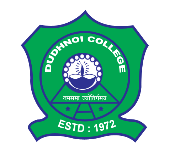 DUDHNOI COLLEGE
ESTD : 1972